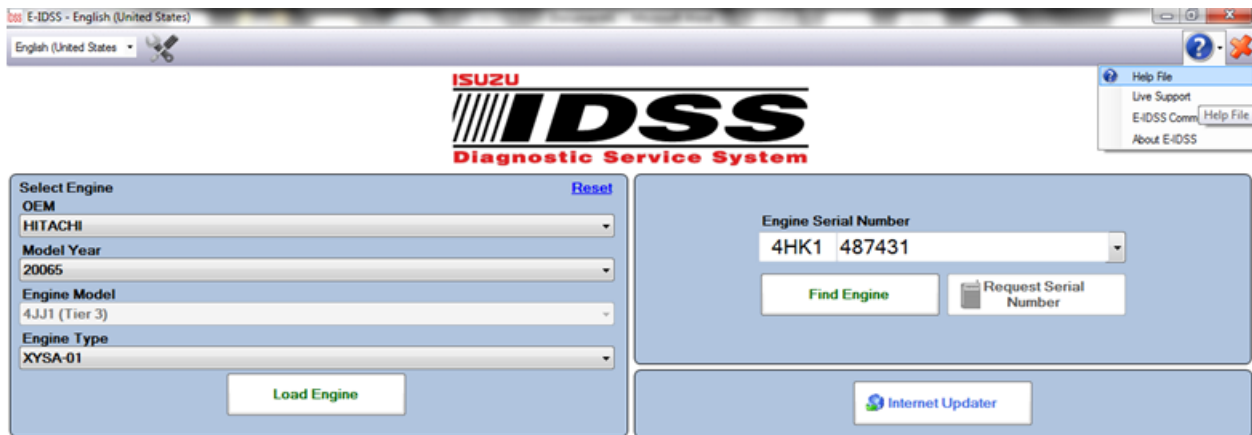 E-IDSS - English (United States)
English (United States
Help File
Live Support
E-IDSS Comm
Help File
About E-IDSS
ISUZU
IDSS
Diagnostic Service System
Select Engine
Reset
OEM
HITACHI
Model Year
20065
Engine Model
4JJ1 (Tier 3)
Engine Type
XYSA-01
Load Engine
Engine Serial Number
4HK1 487431
Find Engine
Request Serial
Number
Internet Updater